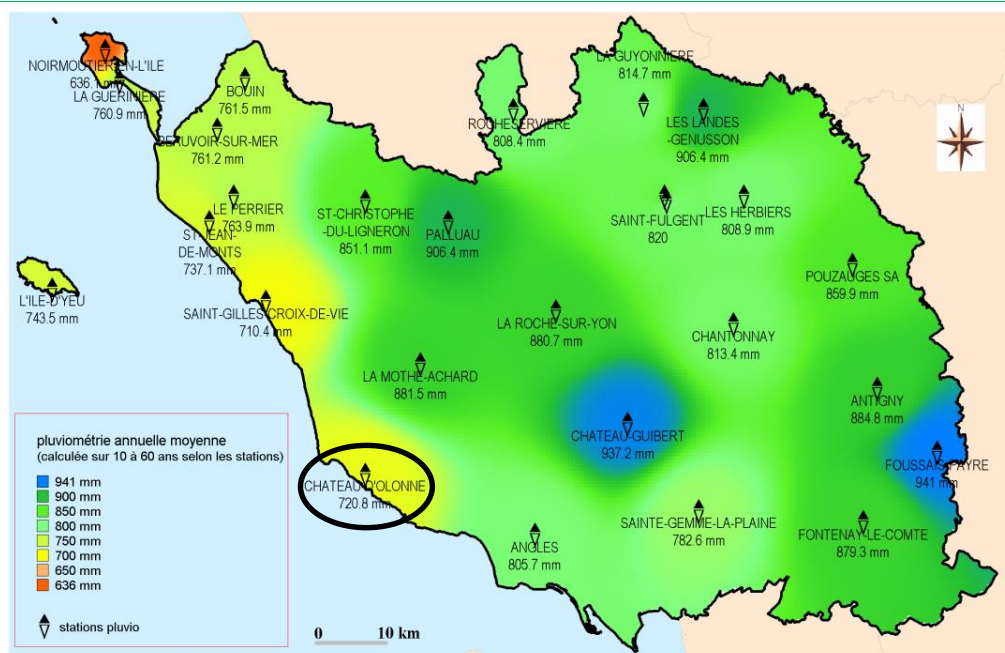 NOIRMOUTIER-EN-L'ILE
636.1 mm
LA GUERINIERE
760.9 mm
BOUIN
761.5 mm
BEAUVOIR-SUR-MER
761.2 mm
LE PERRIER
763.9 mm
ST-JEAN-
DE-MONTS
737.1 mm
L'ILE-D'YEU
743.5 mm
SAINT-GILLES-CROIX-DE-VIE
710.4 mm
ST-CHRISTOPHE
-DU-LIGNERON
851.1 mm
PALLUAU
906.4 mm
ROCHESERVIERE
808.4 mm
LA GUYONNIERE
814.7 mm
LES LANDES
-GENUSSON
906.4 mm
N
SAINT-FULGENT
820
LES HERBIERS
808.9 mm
POUZAUGES SA
859.9 mm
LA ROCHE-SUR-YON
880.7 mm
CHANTONNAY
813.4 mm
LA MOTHE-ACHARD
881.5 mm
ANTIGNY
884.8 mm
CHATEAU-GUIBERT
937.2 mm
FOUSSAIS-PAYRE
941 mm
CHATEAU D'OLONNE
720.8 mm
ANGLES
805.7 mm
SAINTE-GEMME-LA-PLAINE
782.6 mm
FONTENAY-LE-COMTE
879.3 mm
pluviométrie annuelle moyenne
(calculée sur 10 à 60 ans selon les stations)
941 mm
900 mm
850 mm
800 mm
750 mm
700 mm
650 mm
636 mm
stations pluvio
0 10 km